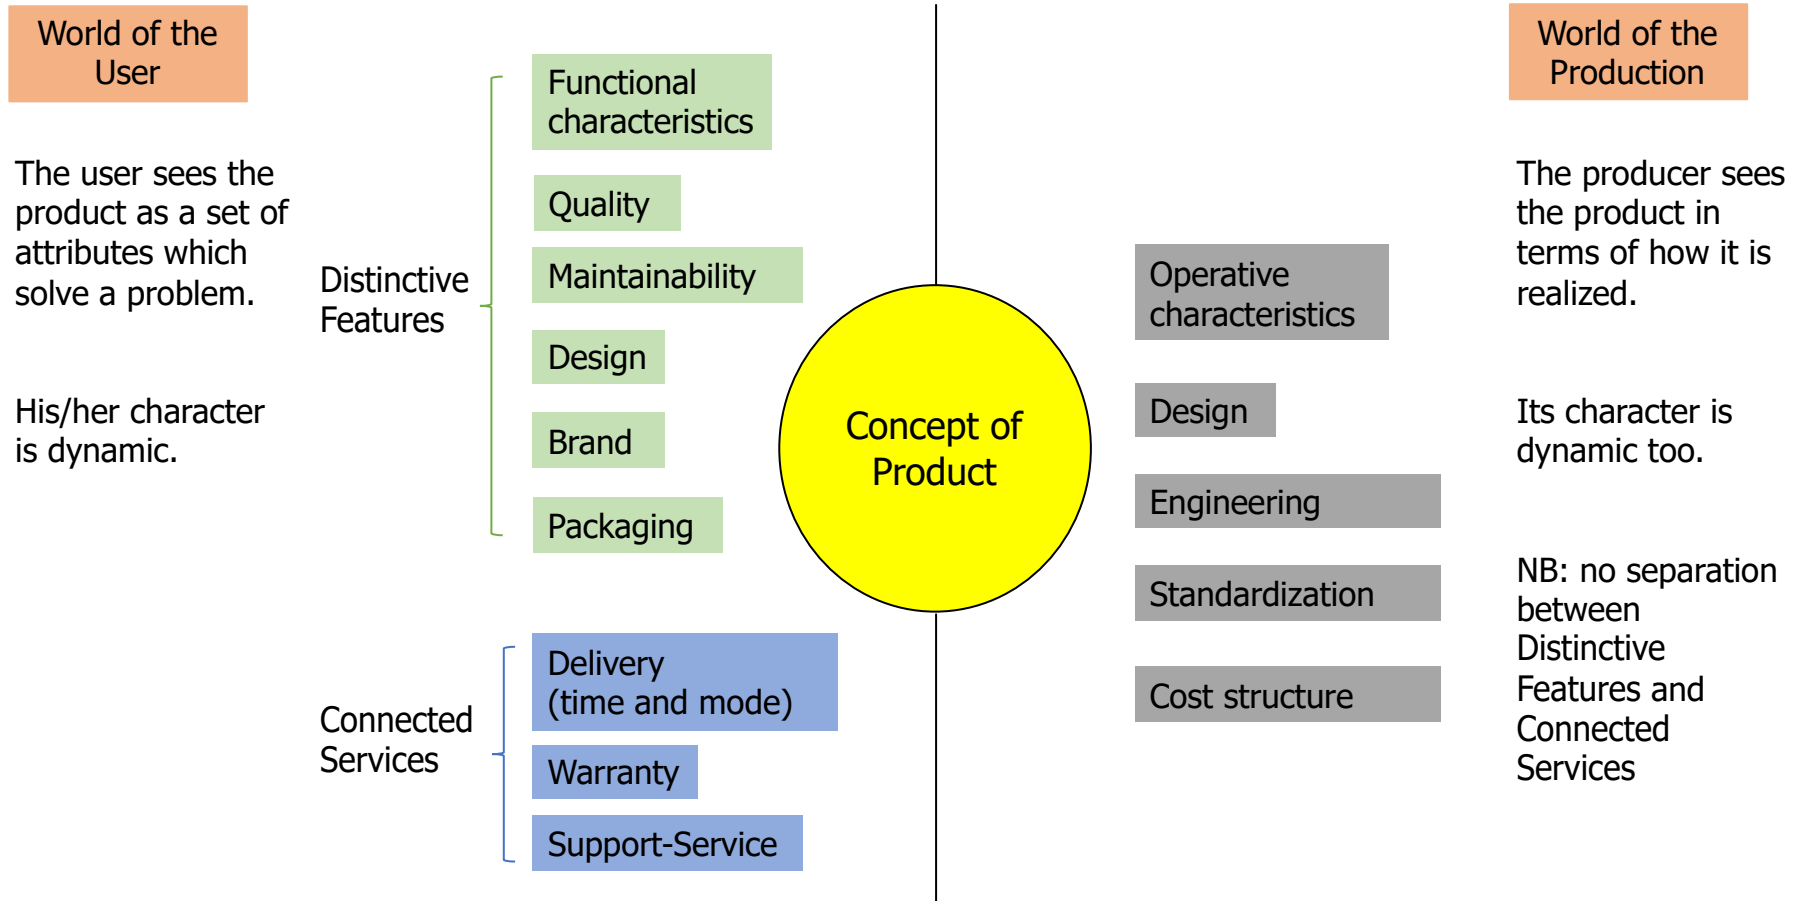 World of the
User
The user sees the
product as a set of
attributes which
solve a problem.
His/her character
is dynamic.
Distinctive
Features
Functional
characteristics
Quality
Maintainability
Design
Brand
Packaging
Connected
Services
Delivery
(time and mode)
Warranty
Support-Service
Concept of
Product
Operative
characteristics
Design
Engineering
Standardization
Cost structure
World of the
Production
The producer sees
the product in
terms of how it is
realized.
Its character is
dynamic too.
NB: no separation
between
Distinctive
Features and
Connected
Services